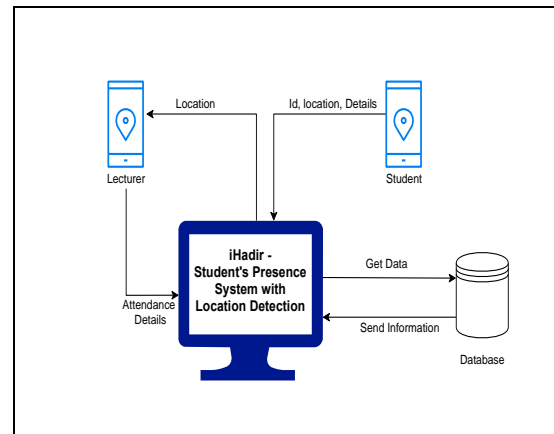 Location
Id, location, Details
Lecturer
Student
iHadir -
Student's Presence
System with
Location Detection
Get Data
Attendance
Details
Send Information
Database